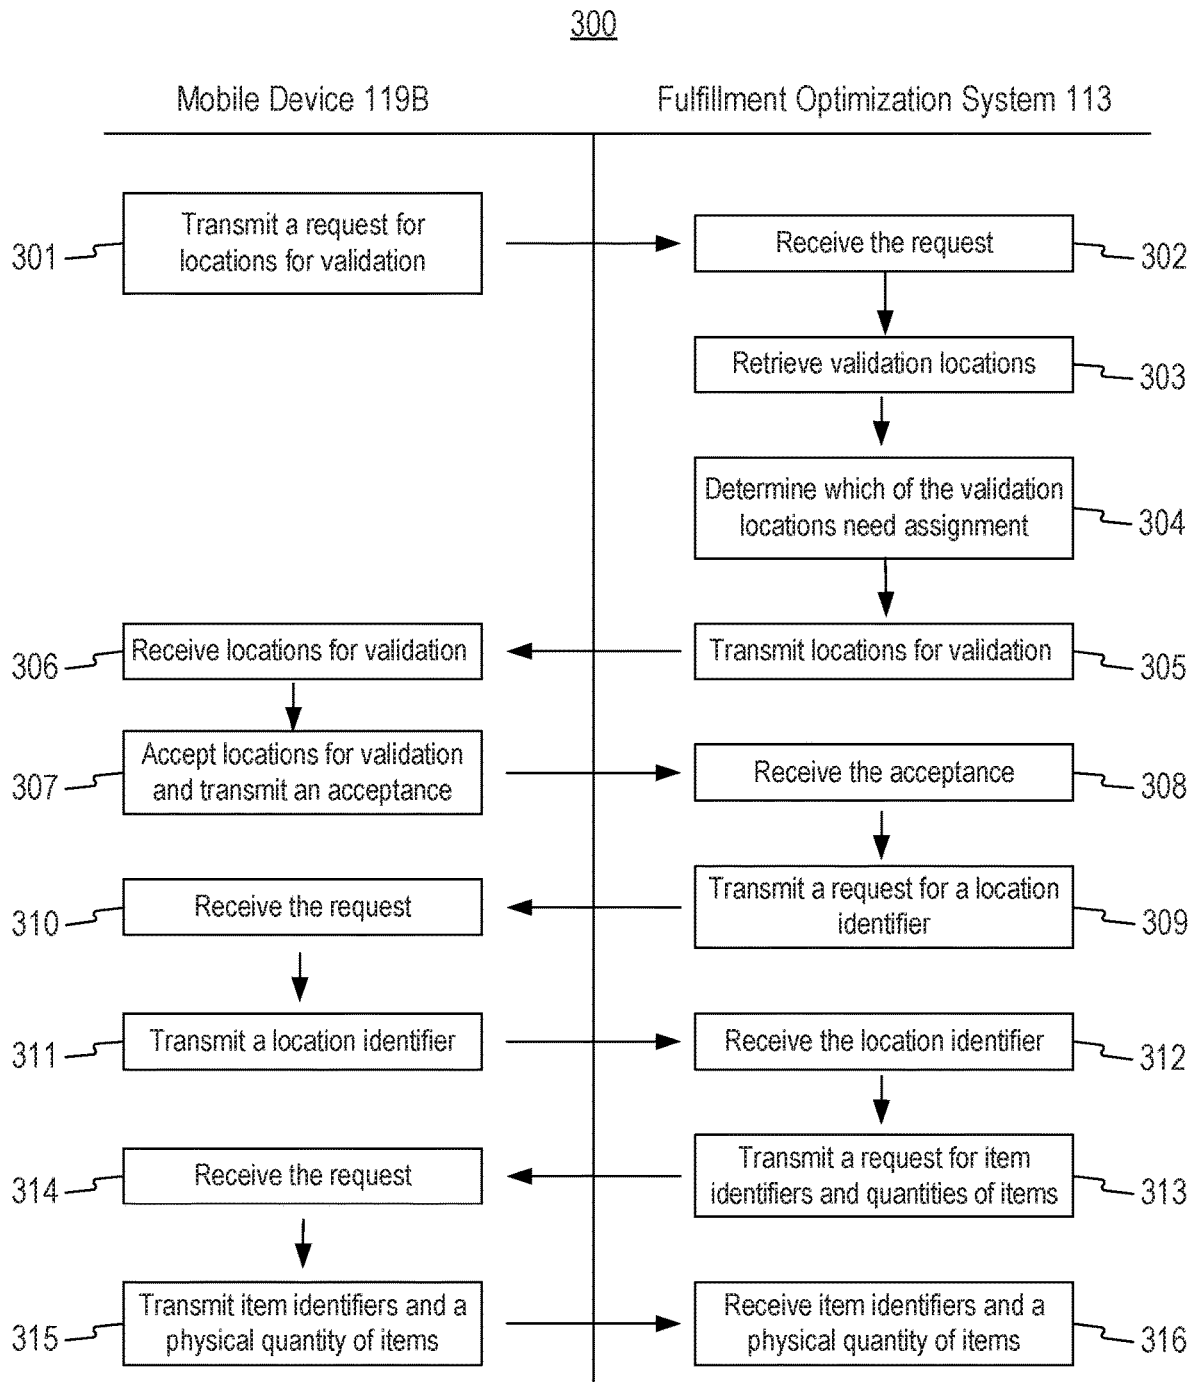 300
Mobile Device 119B
Fulfillment Optimization System 113
Transmit a request for
locations for validation
301
Receive the request
302
Retrieve validation locations
303
Determine which of the validation
locations need assignment
304
Transmit locations for validation
305
Receive locations for validation
306
Accept locations for validation
and transmit an acceptance
307
Receive the acceptance
308
Transmit a request for a location
identifier
309
Receive the request
310
Transmit a location identifier
311
Receive the location identifier
312
Transmit a request for item
identifiers and quantities of items
313
Receive the request
314
Transmit item identifiers and a
physical quantity of items
315
Receive item identifiers and a
physical quantity of items
316